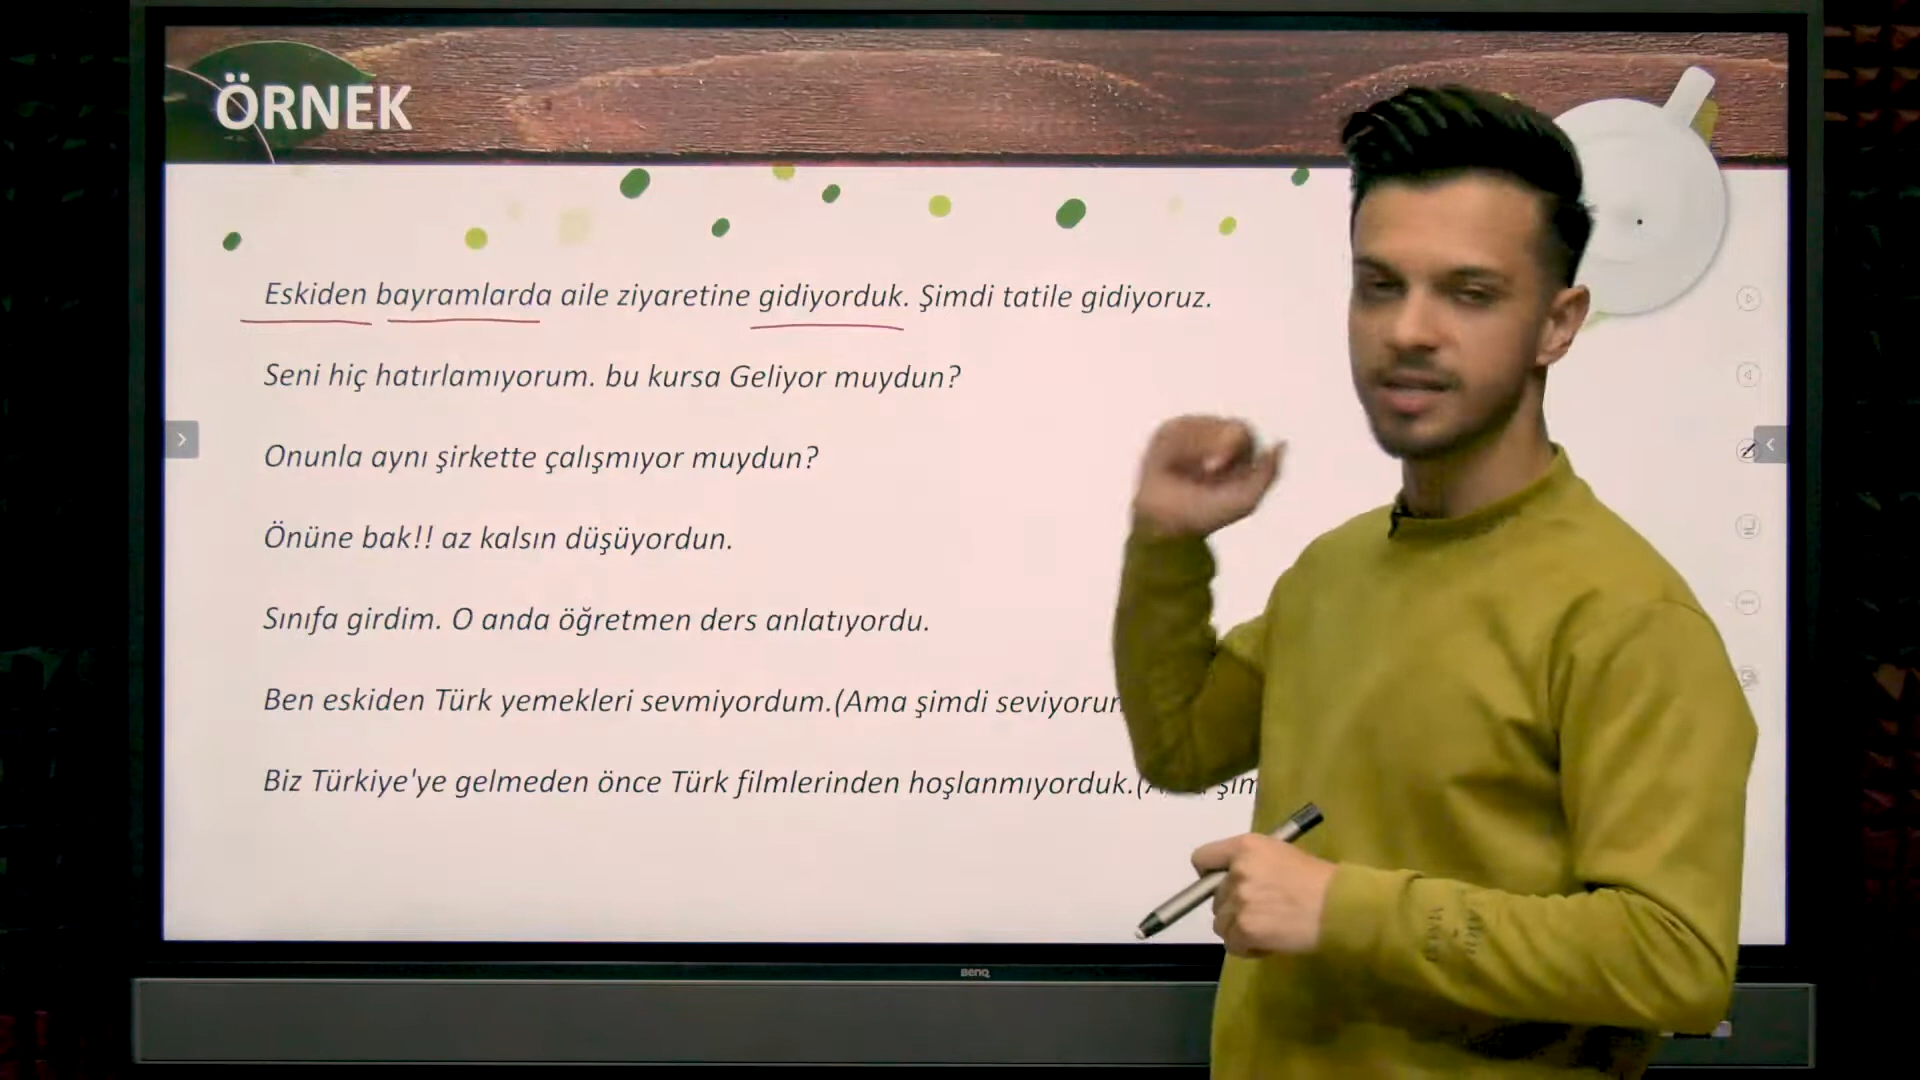 ÖRNEK
Eskiden bayramlarda aile ziyaretine gidiyorduk. Şimdi tatile gidiyoruz.
Seni hiç hatırlamıyorum. bu kursa Geliyor muydun?
Onunla aynı şirkette çalışmıyor muydun?
Önüne bak!! az kalsın düşüyordun.
Sınıfa girdim. O anda öğretmen ders anlatıyordu.
Ben eskiden Türk yemekleri sevmiyordum.(Ama şimdi
Biz Türkiye'ye gelmeden önce Türk filmlerinden hoşlanmıyorduk.(
BenQ